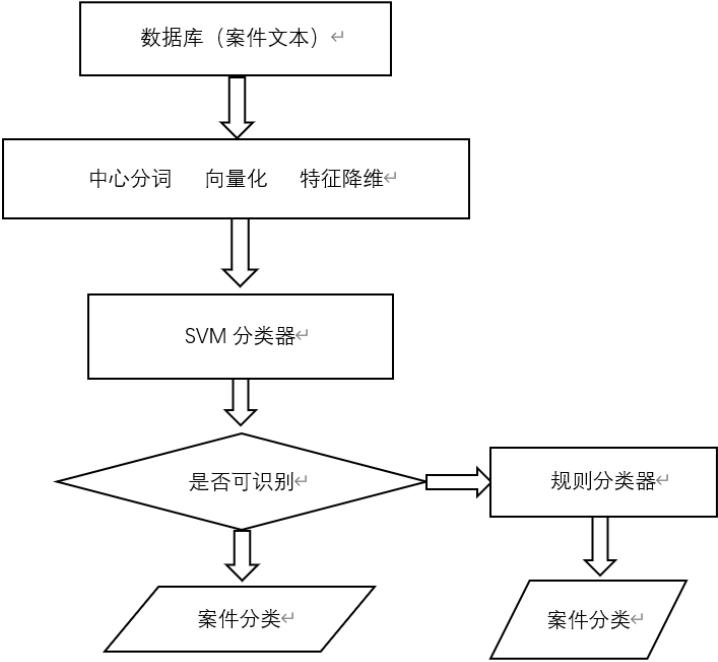 数据库（案件文本）↵
中心分词 向量化 特征降维↵
SVM 分类器↵
是否可识别↵
规则分类器↵
案件分类↵
案件分类↵